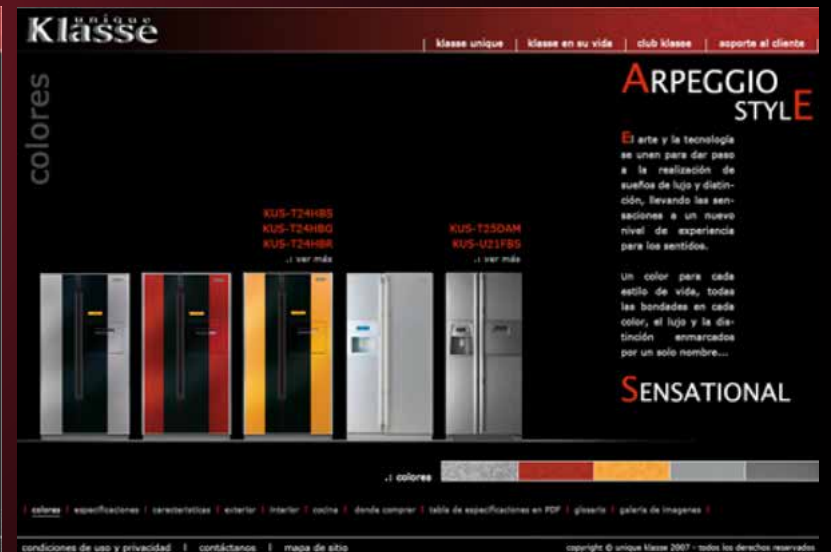 unique
Klasse
| klasse unique | klasse en su vida | club klasse | soporte al cliente
colores
ARPEGGIO
STYLE
El arte y la tecnología
se unen para dar paso
a la realización de
sueños de lujo y distin-
ción, llevando las sen-
saciones a un nuevo
nivel de experiencia
para los sentidos.
Un color para cada
estilo de vida, todas
las bondades en cada
color, el lujo y la dis-
tinción enmarcados
por un solo nombre...
SENSATIONAL
KUS-T24HBS
KUS-T24HBG
KUS-T24HBR
.: ver más
KUS-T25DAM
KUS-U21FBS
.: ver más
.: colores
| colores | especificaciones | características | exterior | interior | cocina | donde comprar | tabla de especificaciones en PDF | glosario | galería de imagenes |
condiciones de uso y privacidad | contáctanos | mapa de sitio
copyright © unique klasse 2007 - todos los derechos reservados